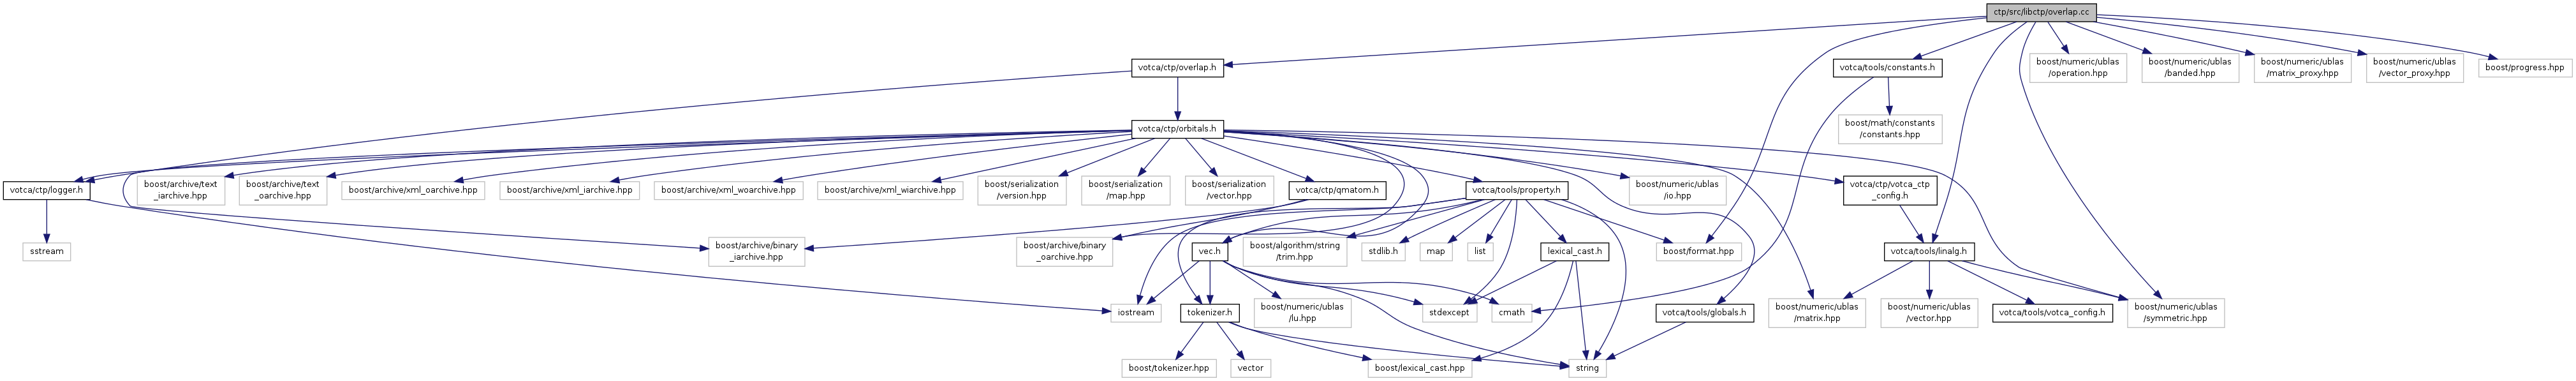 ctp/src/libctp/overlap.cc
votca/ctp/overlap.h
votca/tools/constants.h
boost/numeric/ublas
/operation.hpp
boost/numeric/ublas
/banded.hpp
boost/numeric/ublas
/matrix_proxy.hpp
boost/numeric/ublas
/vector_proxy.hpp
boost/progress.hpp
votca/ctp/orbitals.h
boost/math/constants
/constants.hpp
votca/ctp/logger.h
boost/archive/text
_iarchive.hpp
boost/archive/text
_oarchive.hpp
boost/archive/xml_oarchive.hpp
boost/archive/xml_iarchive.hpp
boost/archive/xml_woarchive.hpp
boost/archive/xml_wiarchive.hpp
boost/serialization
/version.hpp
boost/serialization
/map.hpp
boost/serialization
/vector.hpp
votca/ctp/qmatom.h
votca/tools/property.h
boost/numeric/ublas
/io.hpp
votca/ctp/votca_ctp
_config.h
sstream
boost/archive/binary
_iarchive.hpp
boost/archive/binary
_oarchive.hpp
vec.h
boost/algorithm/string
/trim.hpp
stdlib.h
map
list
lexical_cast.h
boost/format.hpp
votca/tools/linalg.h
iostream
tokenizer.h
boost/numeric/ublas
/lu.hpp
stdexcept
cmath
votca/tools/globals.h
boost/numeric/ublas
/matrix.hpp
boost/numeric/ublas
/vector.hpp
votca/tools/votca_config.h
boost/numeric/ublas
/symmetric.hpp
boost/tokenizer.hpp
vector
boost/lexical_cast.hpp
string